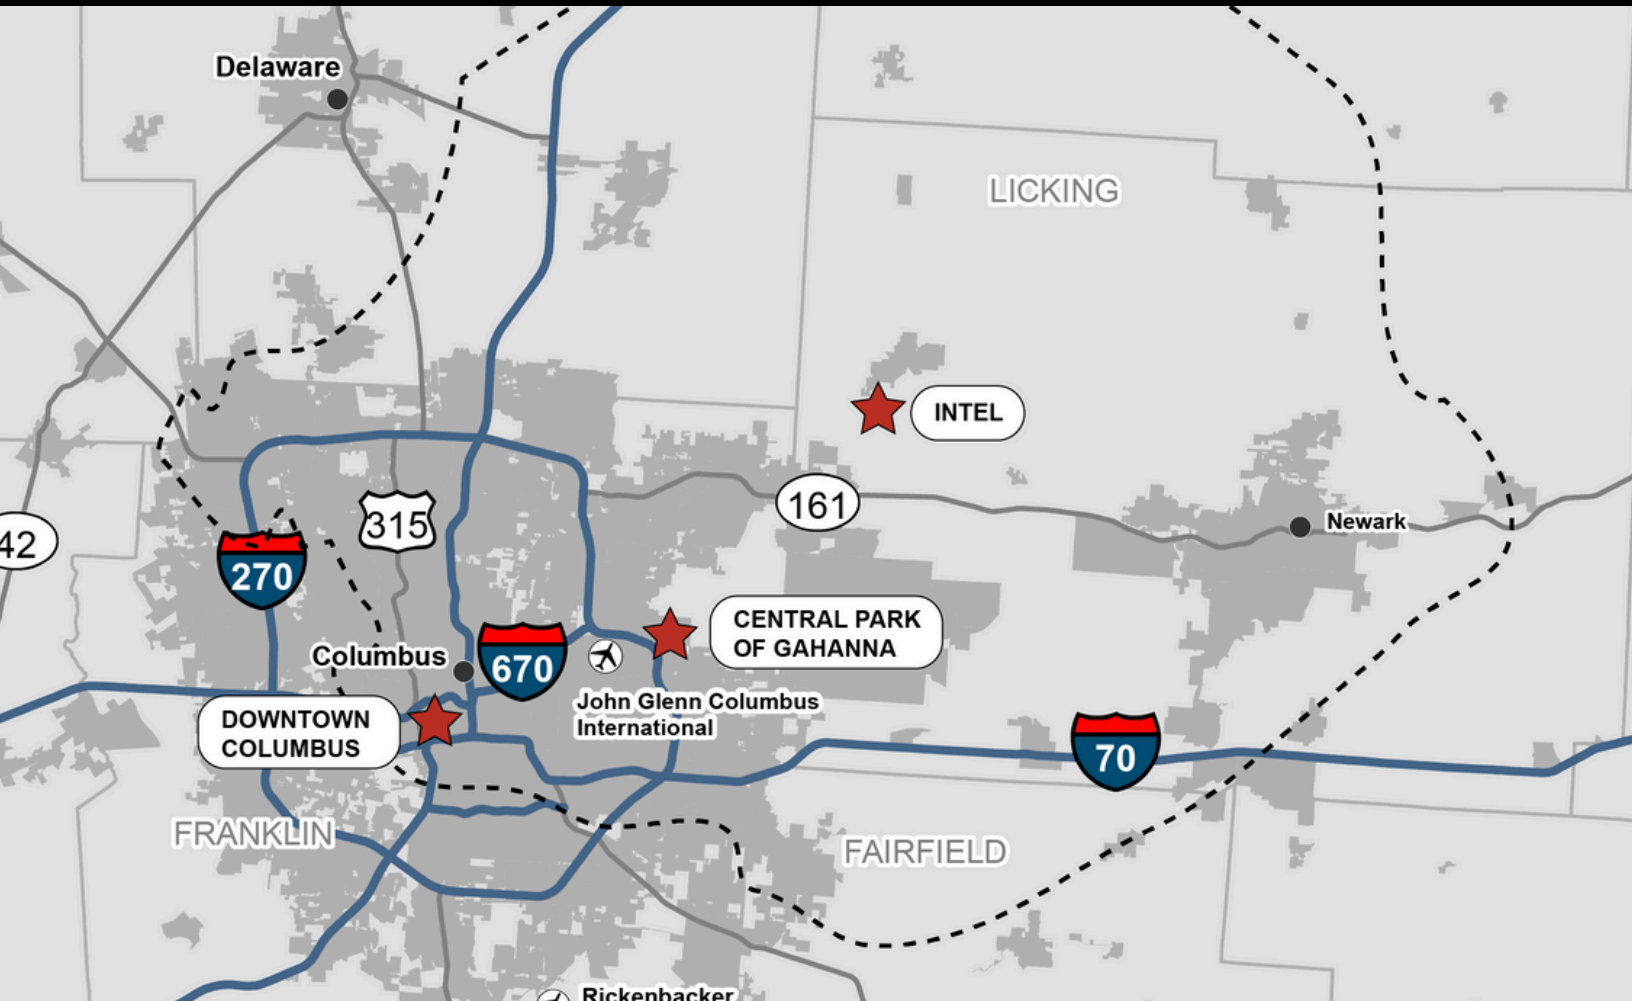 Delaware
LICKING
INTEL
161
315
42
Newark
270
CENTRAL PARK
OF GAHANNA
Columbus
670
John Glenn Columbus
International
DOWNTOWN
COLUMBUS
70
FRANKLIN
FAIRFIELD
Rickenbacker